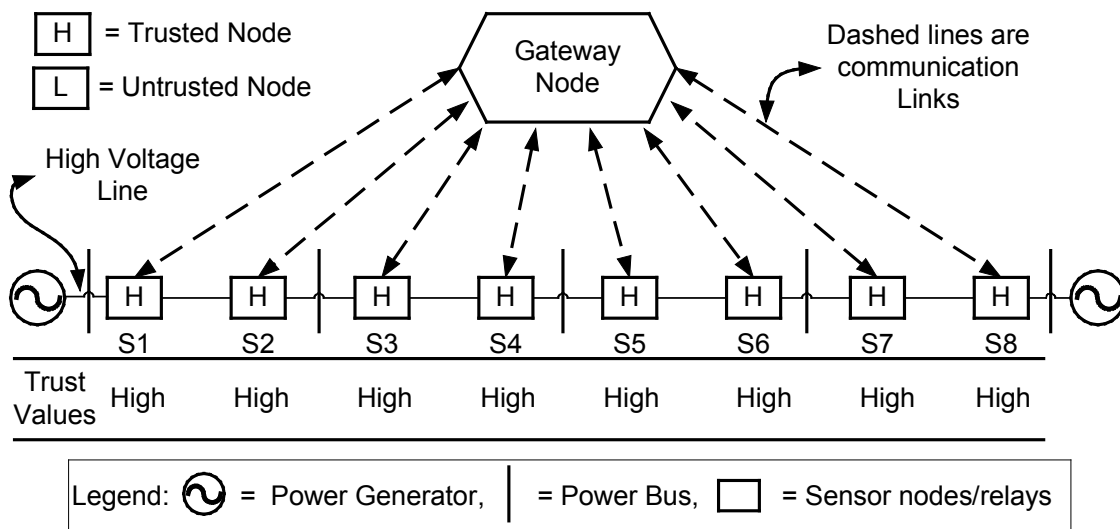 H = Trusted Node
L = Untrusted Node
Gateway
Node
Dashed lines are
communication
Links
High Voltage
Line
H H H H H H H H
S1 S2 S3 S4 S5 S6 S7 S8
Trust
Values
High High High High High High High High
Legend: = Power Generator, = Power Bus, = Sensor nodes/relays